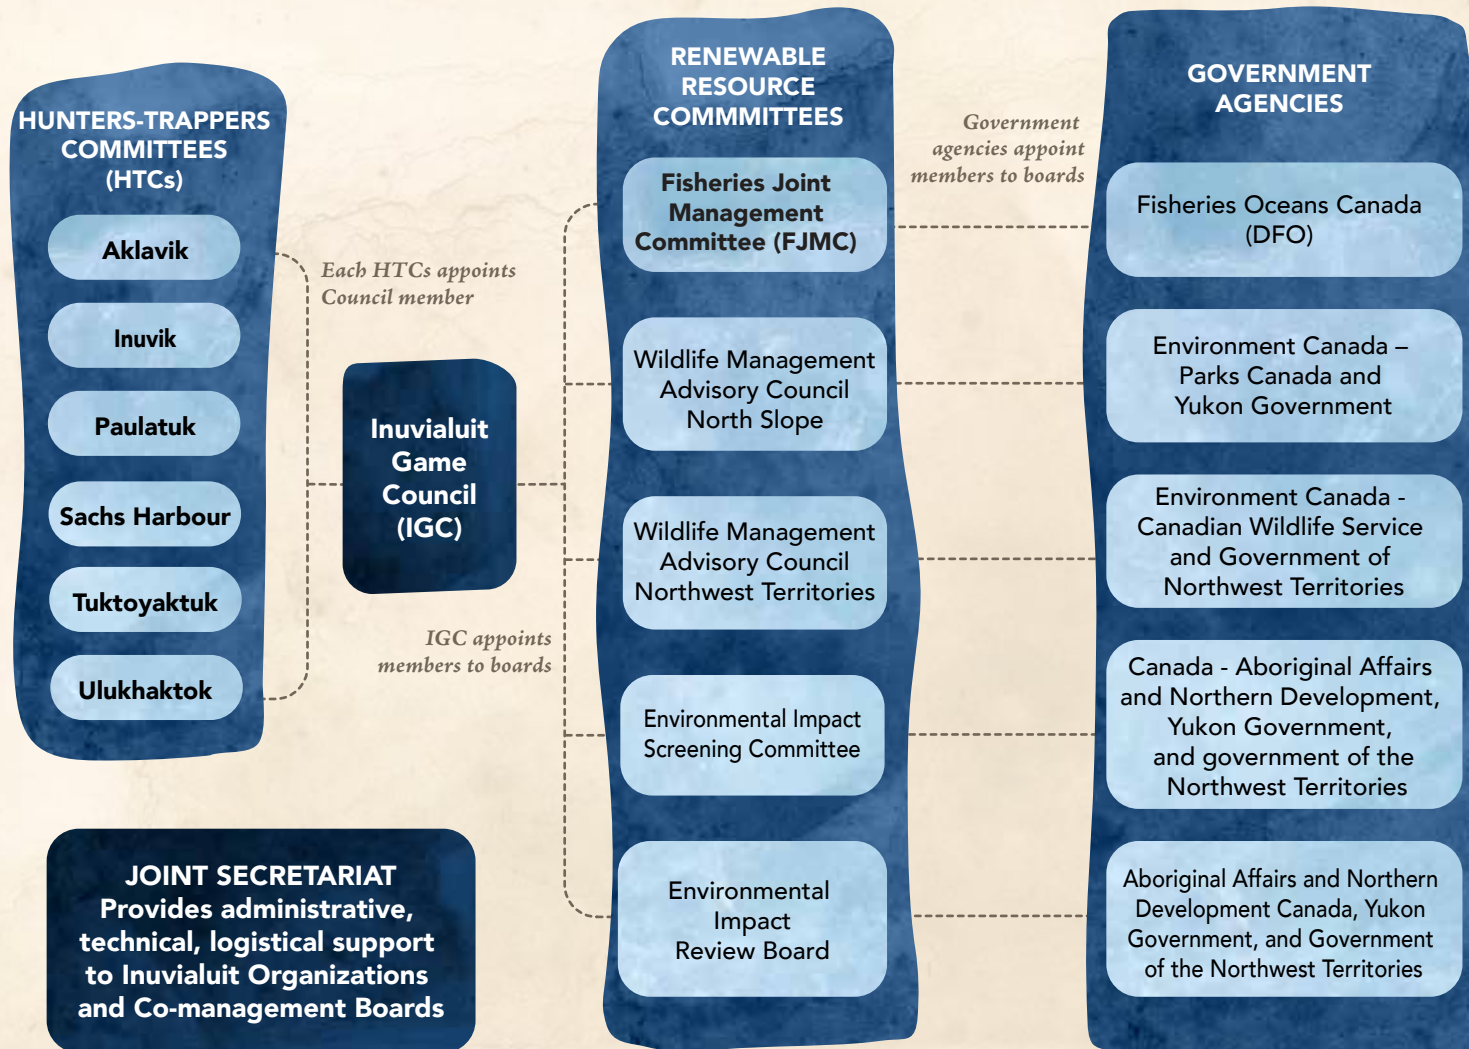 HUNTERS-TRAPPERS
COMMITTEES
(HTCs)
Aklavik
Inuvik
Paulatuk
Sachs Harbour
Tuktoyaktuk
Ulukhaktok
Each HTCs appoints
Council member
Inuvialuit
Game
Council
(IGC)
IGC appoints
members to boards
RENEWABLE
RESOURCE
COMMMITTEES
Fisheries Joint
Management
Committee (FJMC)
Wildlife Management
Advisory Council
North Slope
Wildlife Management
Advisory Council
Northwest Territories
Environmental Impact
Screening Committee
Environmental
Impact
Review Board
Government
agencies appoint
members to boards
GOVERNMENT
AGENCIES
Fisheries Oceans Canada
(DFO)
Environment Canada –
Parks Canada and
Yukon Government
Environment Canada -
Canadian Wildlife Service
and Government of
Northwest Territories
Canada - Aboriginal Affairs
and Northern Development,
Yukon Government,
and government of the
Northwest Territories
Aboriginal Affairs and Northern
Development Canada, Yukon
Government, and Government
of the Northwest Territories
JOINT SECRETARIAT
Provides administrative,
technical, logistical support
to Inuvialuit Organizations
and Co-management Boards